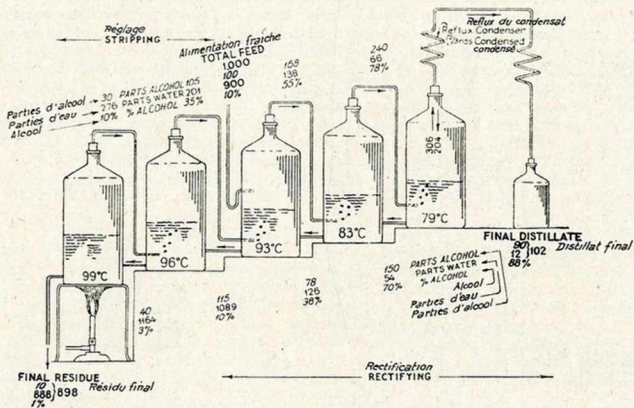 Réglage
STRIPPING
Alimentation fraîche
TOTAL FEED
1,000
100
900
10%
Parties d'alcool → 30 PARTS ALCOHOL 105
Parties d'eau → 276 PARTS WATER 201
Alcool 10% % ALCOHOL 35%
168
138
55%
240
66
78%
Reflux du condensat
Reflux Condenser
Condensed
condensé
306
204
99°C
96°C
93°C
83°C
79°C
FINAL DISTILLATE
90
12 } 102 Distillat final
88%
40
1164
3%
115
1089
10%
78
126
38%
150 PARTS ALCOHOL
54 PARTS WATER
70% % ALCOHOL
Alcool
Parties d'eau
Parties d'alcool
FINAL RESIDUE
10
888 } 898 Résidu final
1%
Rectification
RECTIFYING